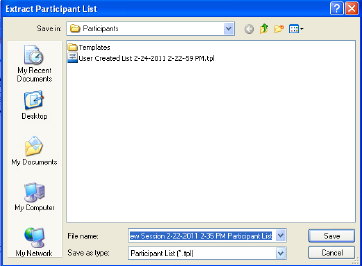 Extract Participant List
Save in:
Participants
My Recent
Documents
Desktop
My Documents
My Computer
My Network
Templates
User Created List 2-24-2011 2-22-59 PM.tpl
File name:
ew Session 2-22-2011 2-35 PM Participant List
Save
Save as type:
Participant List (*.tpl)
Cancel